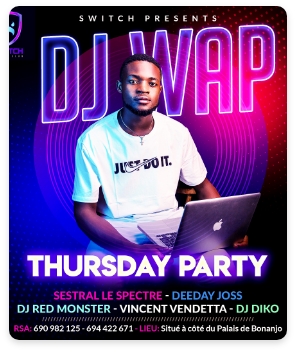 SWITCH PRESENTS
DJ WAP
JUST DO IT.
THURSDAY PARTY
SESTRAL LE SPECTRE - DEEDAY JOSS
DJ RED MONSTER - VINCENT VENDETTA - DJ DIKO
RSA: 690 982 125 - 694 422 671 - LIEU: Situé à côté du Palais de Bonanjo